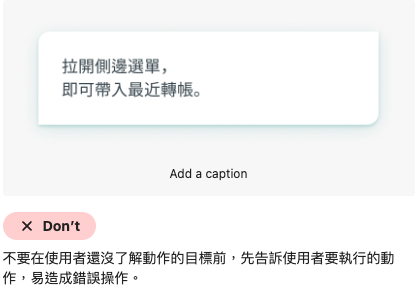 拉開側邊選單，
即可帶入最近轉帳。
Add a caption
✕ Don't
不要在使用者還沒了解動作的目標前，先告訴使用者要執行的動
作，易造成錯誤操作。